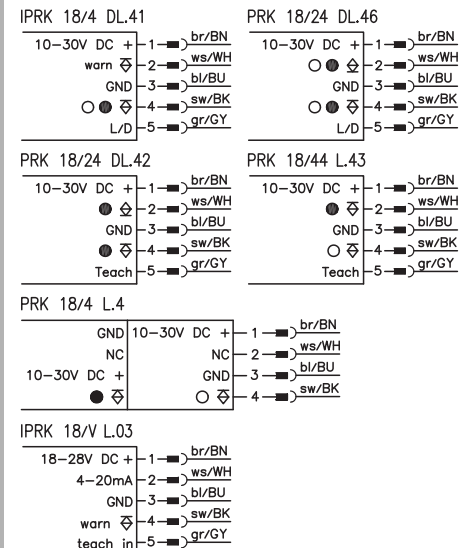 IPRK 18/4 DL.41
10–30V DC + 1 br/BN
warn 2 ws/WH
GND 3 bl/BU
4 sw/BK
L/D 5 gr/GY
PRK 18/24 DL.46
10–30V DC + 1 br/BN
2 ws/WH
GND 3 bl/BU
4 sw/BK
L/D 5 gr/GY
PRK 18/24 DL.42
10–30V DC + 1 br/BN
2 ws/WH
GND 3 bl/BU
4 sw/BK
Teach 5 gr/GY
PRK 18/44 L.43
10–30V DC + 1 br/BN
2 ws/WH
GND 3 bl/BU
4 sw/BK
Teach 5 gr/GY
PRK 18/4 L.4
GND 10–30V DC + 1 br/BN
NC NC 2 ws/WH
10–30V DC + GND 3 bl/BU
4 sw/BK
IPRK 18/V L.03
18–28V DC + 1 br/BN
4–20mA 2 ws/WH
GND 3 bl/BU
warn 4 sw/BK
teach in 5 gr/GY